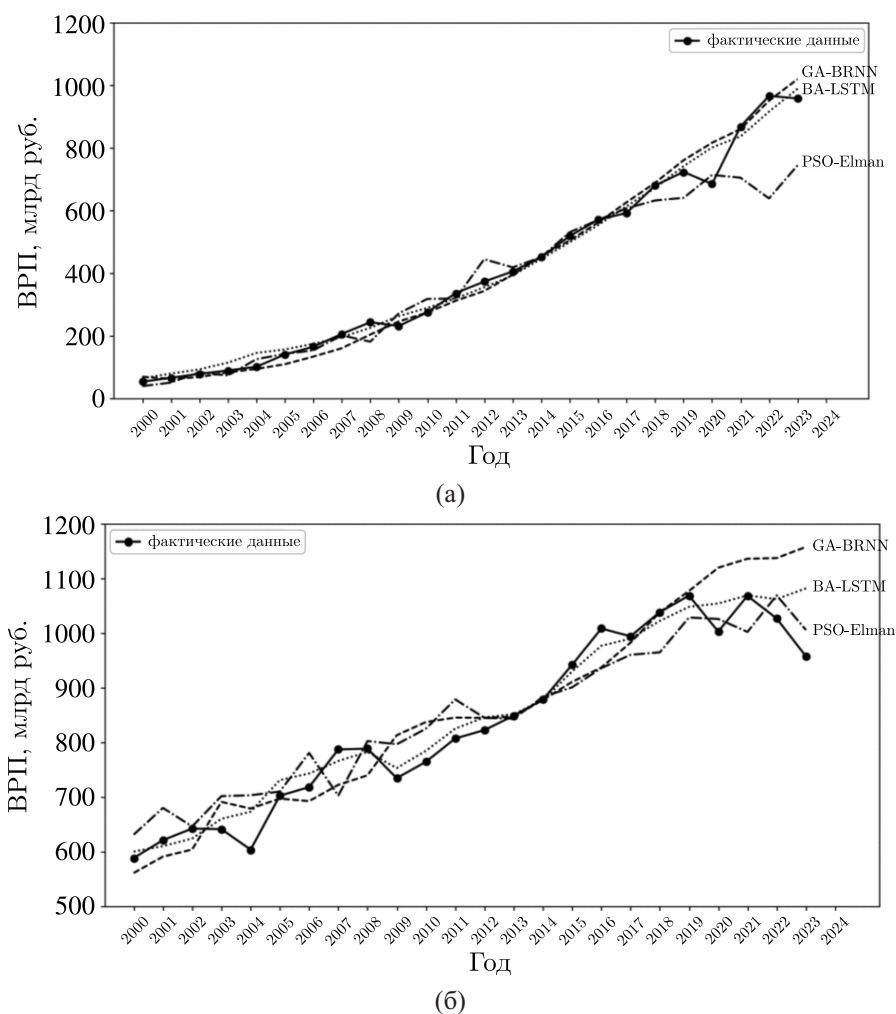 1200
1000
800
600
400
200
0
ВРП, млрд руб.
фактические данные
GA-BRNN
BA-LSTM
PSO-Elman
2000 2001 2002 2003 2004 2005 2006 2007 2008 2009 2010 2011 2012 2013 2014 2015 2016 2017 2018 2019 2020 2021 2022 2023 2024
Год
(а)
1200
1100
1000
900
800
700
600
500
ВРП, млрд руб.
фактические данные
GA-BRNN
BA-LSTM
PSO-Elman
2000 2001 2002 2003 2004 2005 2006 2007 2008 2009 2010 2011 2012 2013 2014 2015 2016 2017 2018 2019 2020 2021 2022 2023 2024
Год
(б)